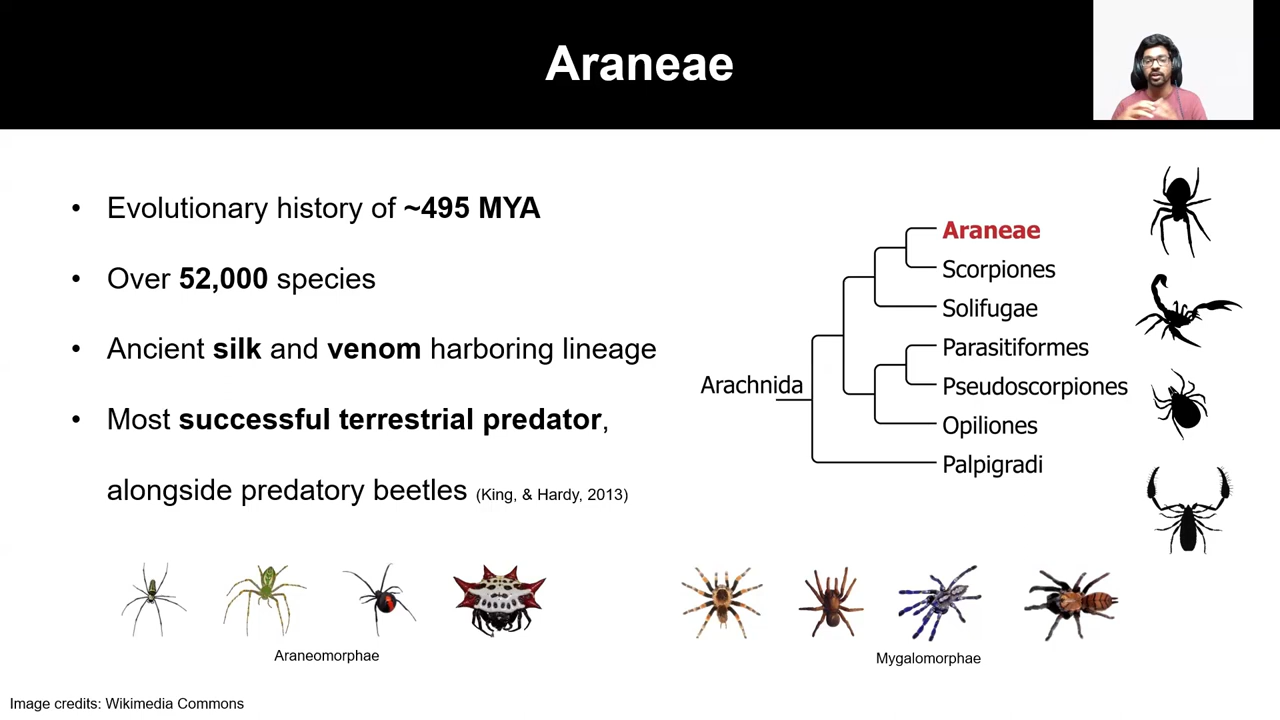 Araneae
• Evolutionary history of ~495 MYA
• Over 52,000 species
• Ancient silk and venom harboring lineage
• Most successful terrestrial predator,
alongside predatory beetles (King, & Hardy, 2013)
Arachnida
Araneae
Scorpiones
Solifugae
Parasitiformes
Pseudoscorpiones
Opiliones
Palpigradi
Araneomorphae
Mygalomorphae
Image credits: Wikimedia Commons